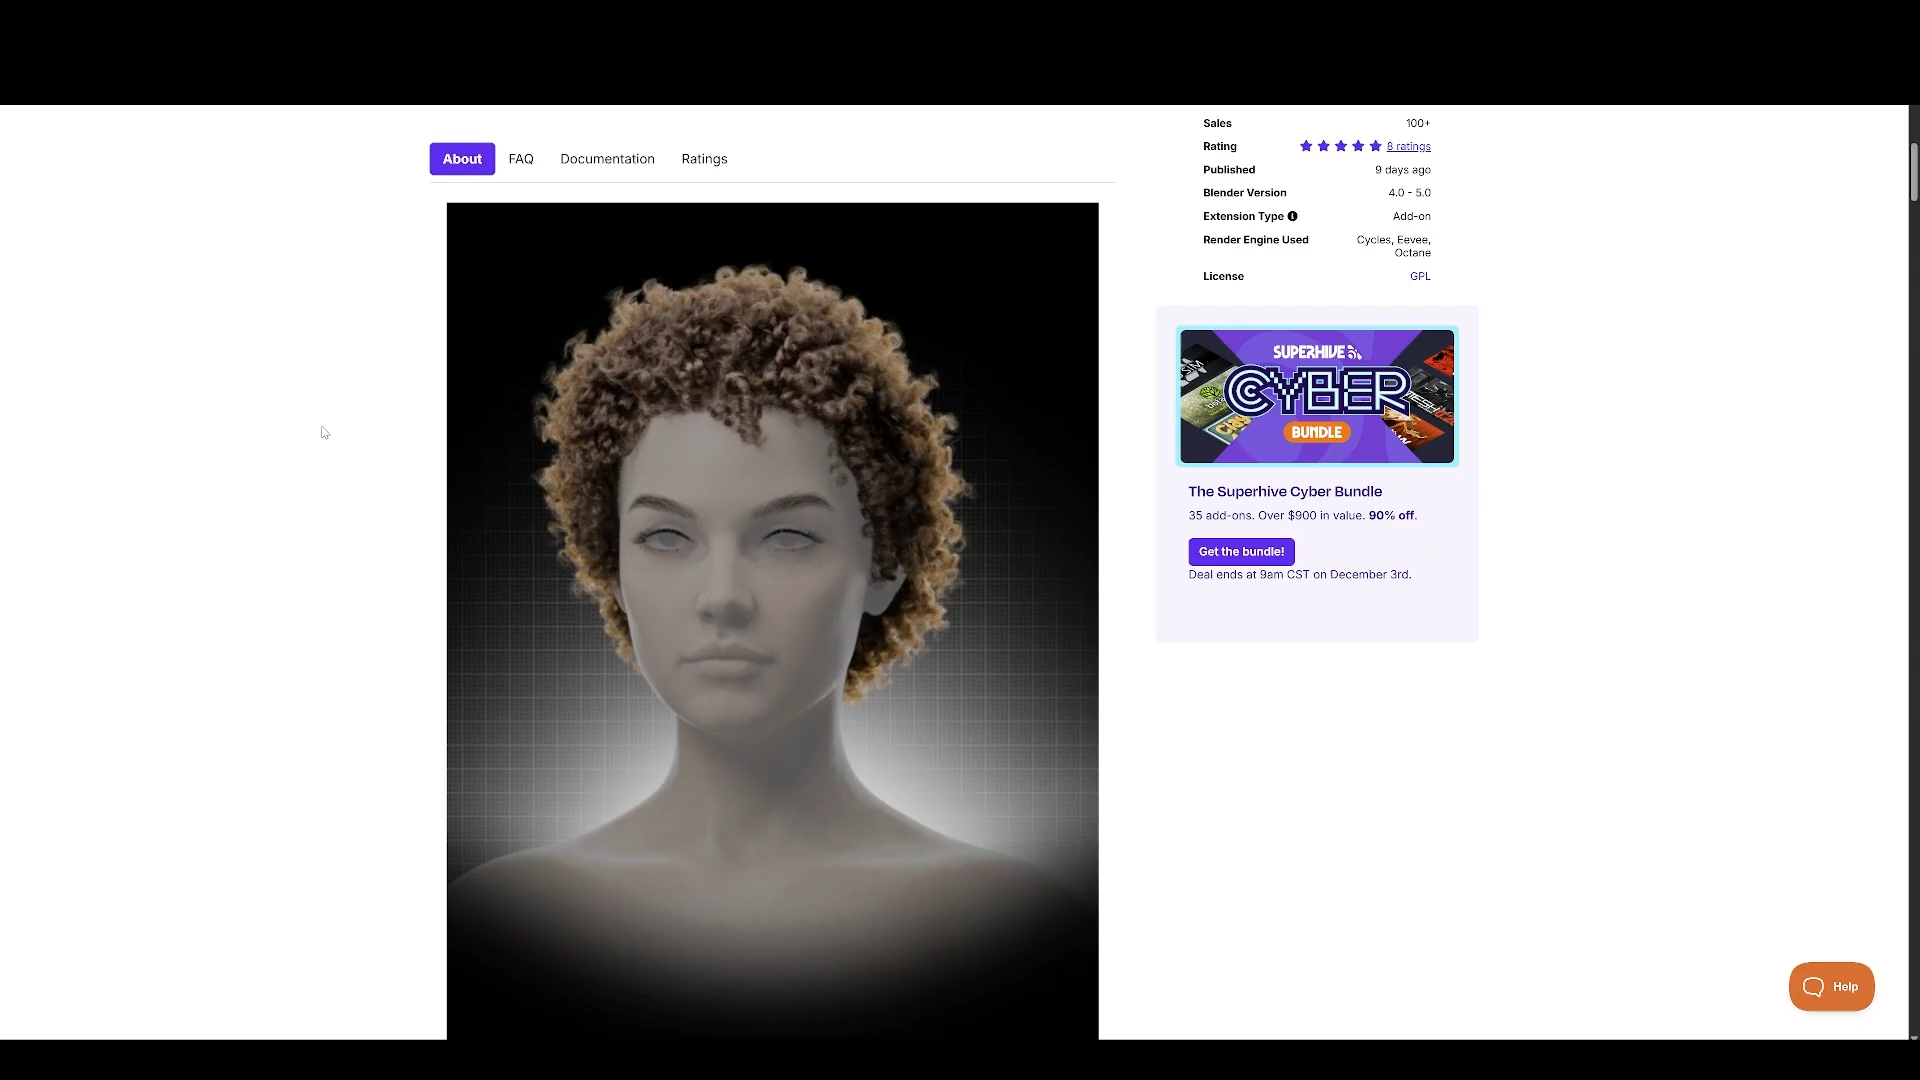 About
FAQ
Documentation
Ratings
Sales
100+
Rating
8 ratings
Published
9 days ago
Blender Version
4.0 - 5.0
Extension Type
Add-on
Render Engine Used
Cycles, Eevee,
Octane
License
GPL
SUPERHIVE
CYBER
BUNDLE
The Superhive Cyber Bundle
35 add-ons. Over $900 in value. 90% off.
Get the bundle!
Deal ends at 9am CST on December 3rd.
Help